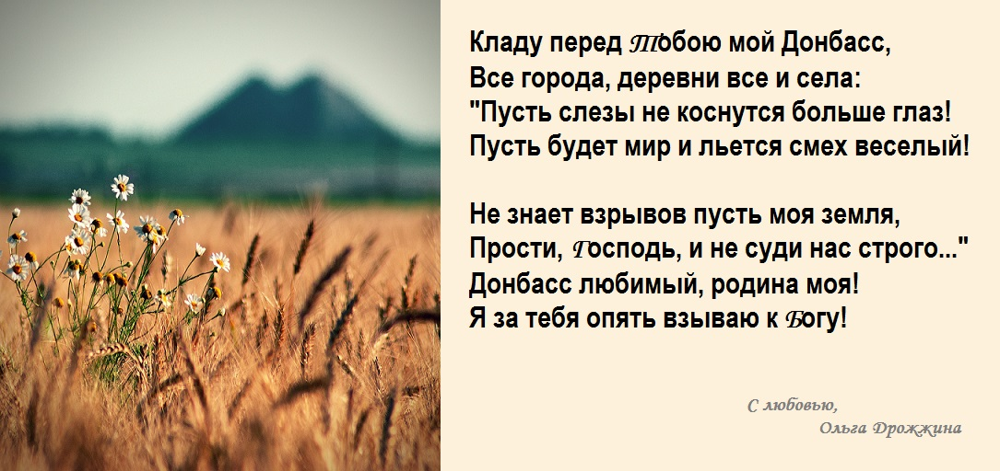 Кладу перед Тобою мой Донбасс,
Все города, деревни все и села:
"Пусть слезы не коснутся больше глаз!
Пусть будет мир и льется смех веселый!
Не знает взрывов пусть моя земля,
Прости, Господь, и не суди нас строго..."
Донбасс любимый, родина моя!
Я за тебя опять взываю к Богу!
С любовью,
Ольга Дрожжина